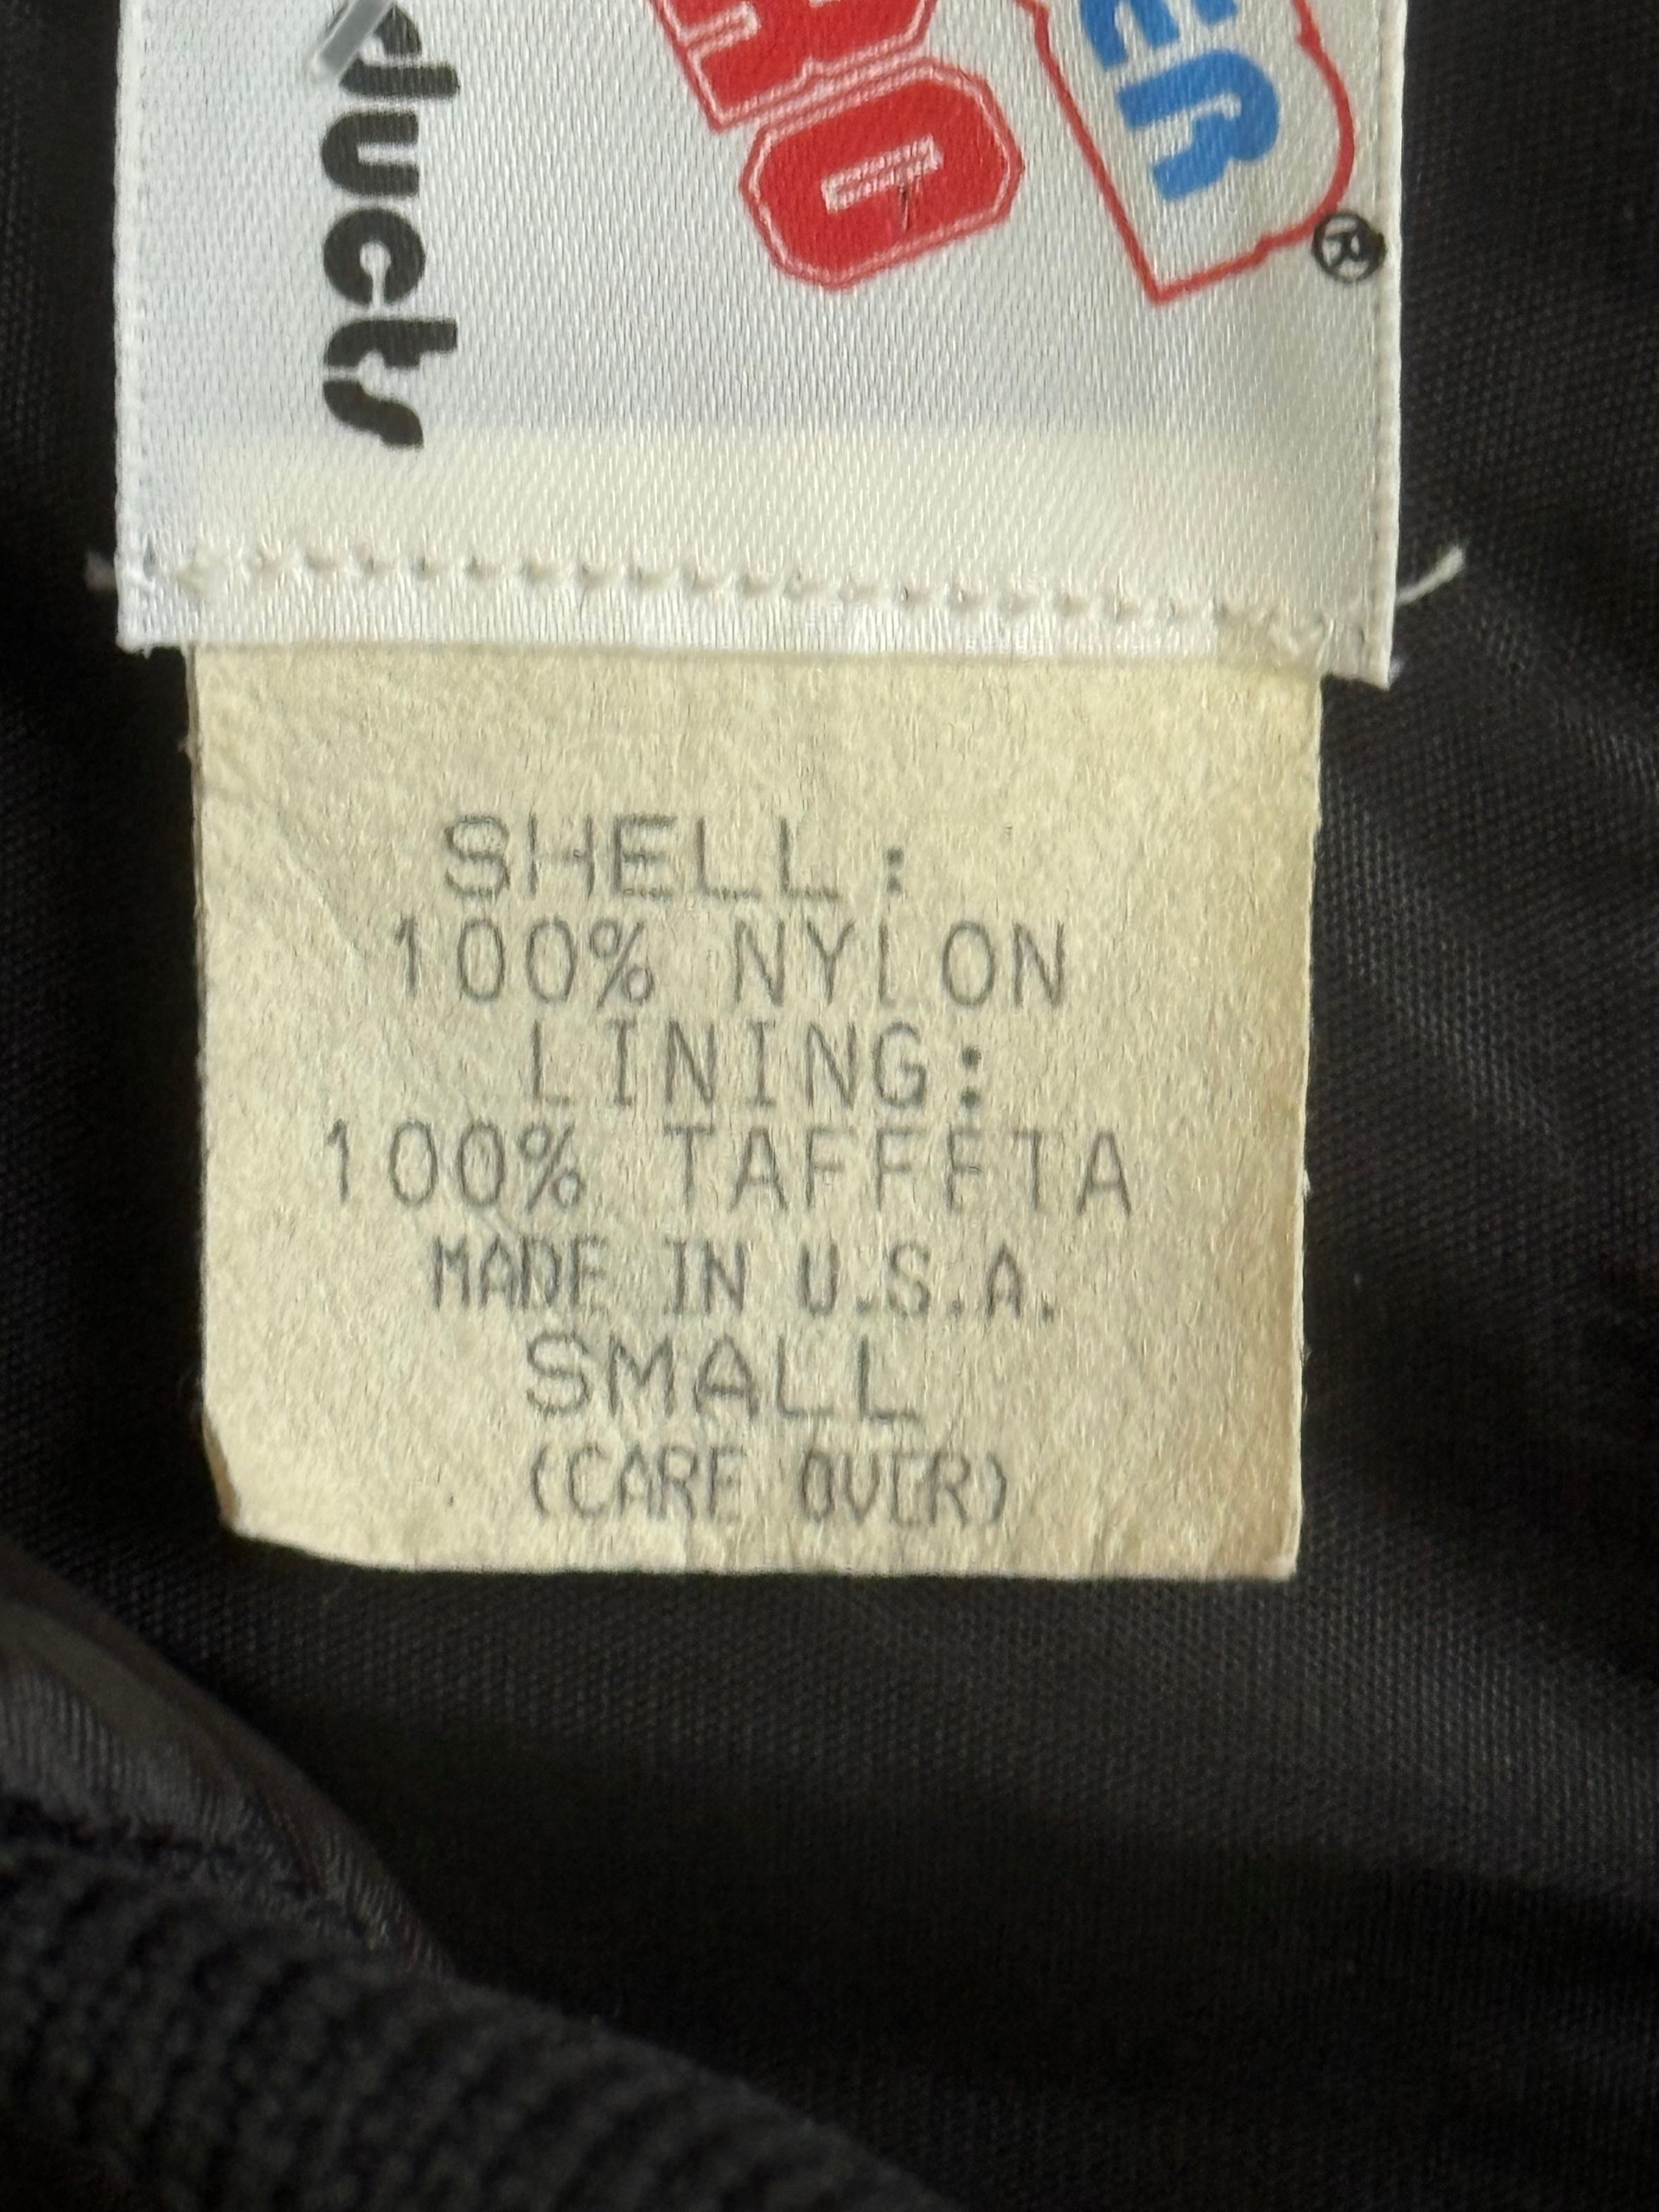 ducts
ER
®
SHELL:
100% NYLON
LINING:
100% TAFFETA
MADE IN U.S.A.
SMALL
(CARE OVER)